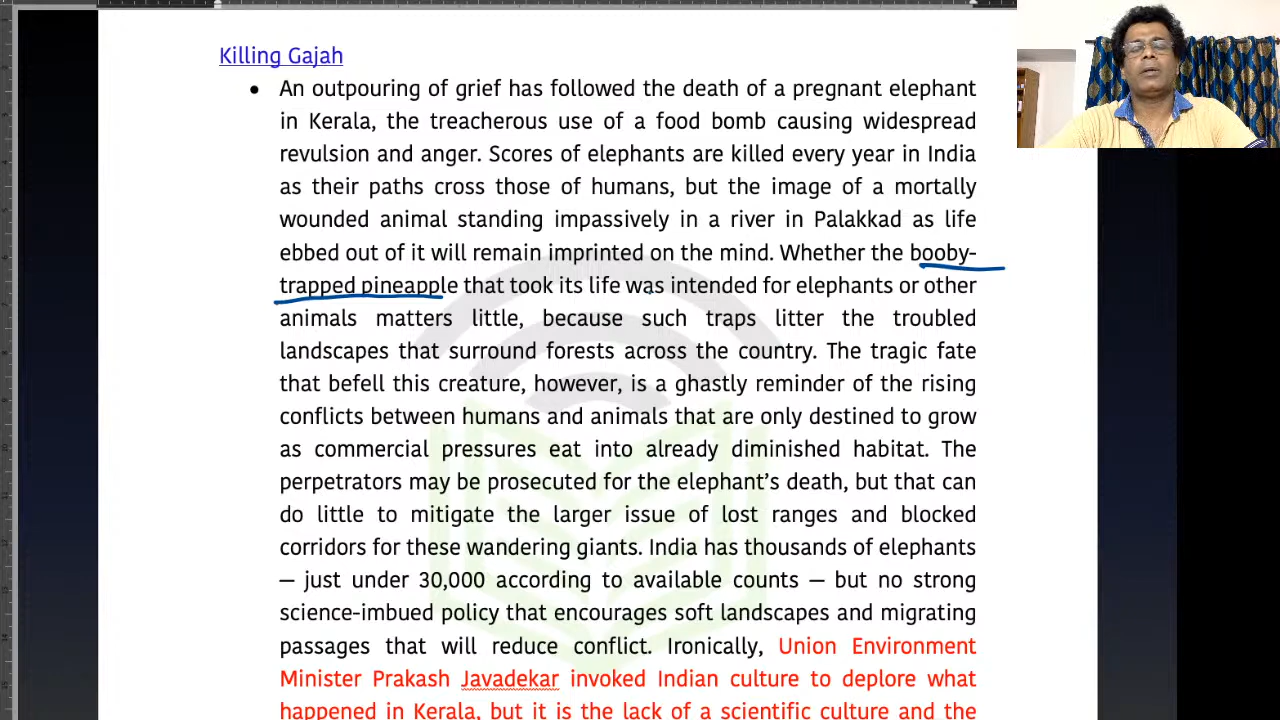 Killing Gajah
• An outpouring of grief has followed the death of a pregnant elephant
in Kerala, the treacherous use of a food bomb causing widespread
revulsion and anger. Scores of elephants are killed every year in India
as their paths cross those of humans, but the image of a mortally
wounded animal standing impassively in a river in Palakkad as life
ebbed out of it will remain imprinted on the mind. Whether the booby-
trapped pineapple that took its life was intended for elephants or other
animals matters little, because such traps litter the troubled
landscapes that surround forests across the country. The tragic fate
that befell this creature, however, is a ghastly reminder of the rising
conflicts between humans and animals that are only destined to grow
as commercial pressures eat into already diminished habitat. The
perpetrators may be prosecuted for the elephant's death, but that can
do little to mitigate the larger issue of lost ranges and blocked
corridors for these wandering giants. India has thousands of elephants
— just under 30,000 according to available counts — but no strong
science-imbued policy that encourages soft landscapes and migrating
passages that will reduce conflict. Ironically, Union Environment
Minister Prakash Javadekar invoked Indian culture to deplore what
happened in Kerala, but it is the lack of a scientific culture and the